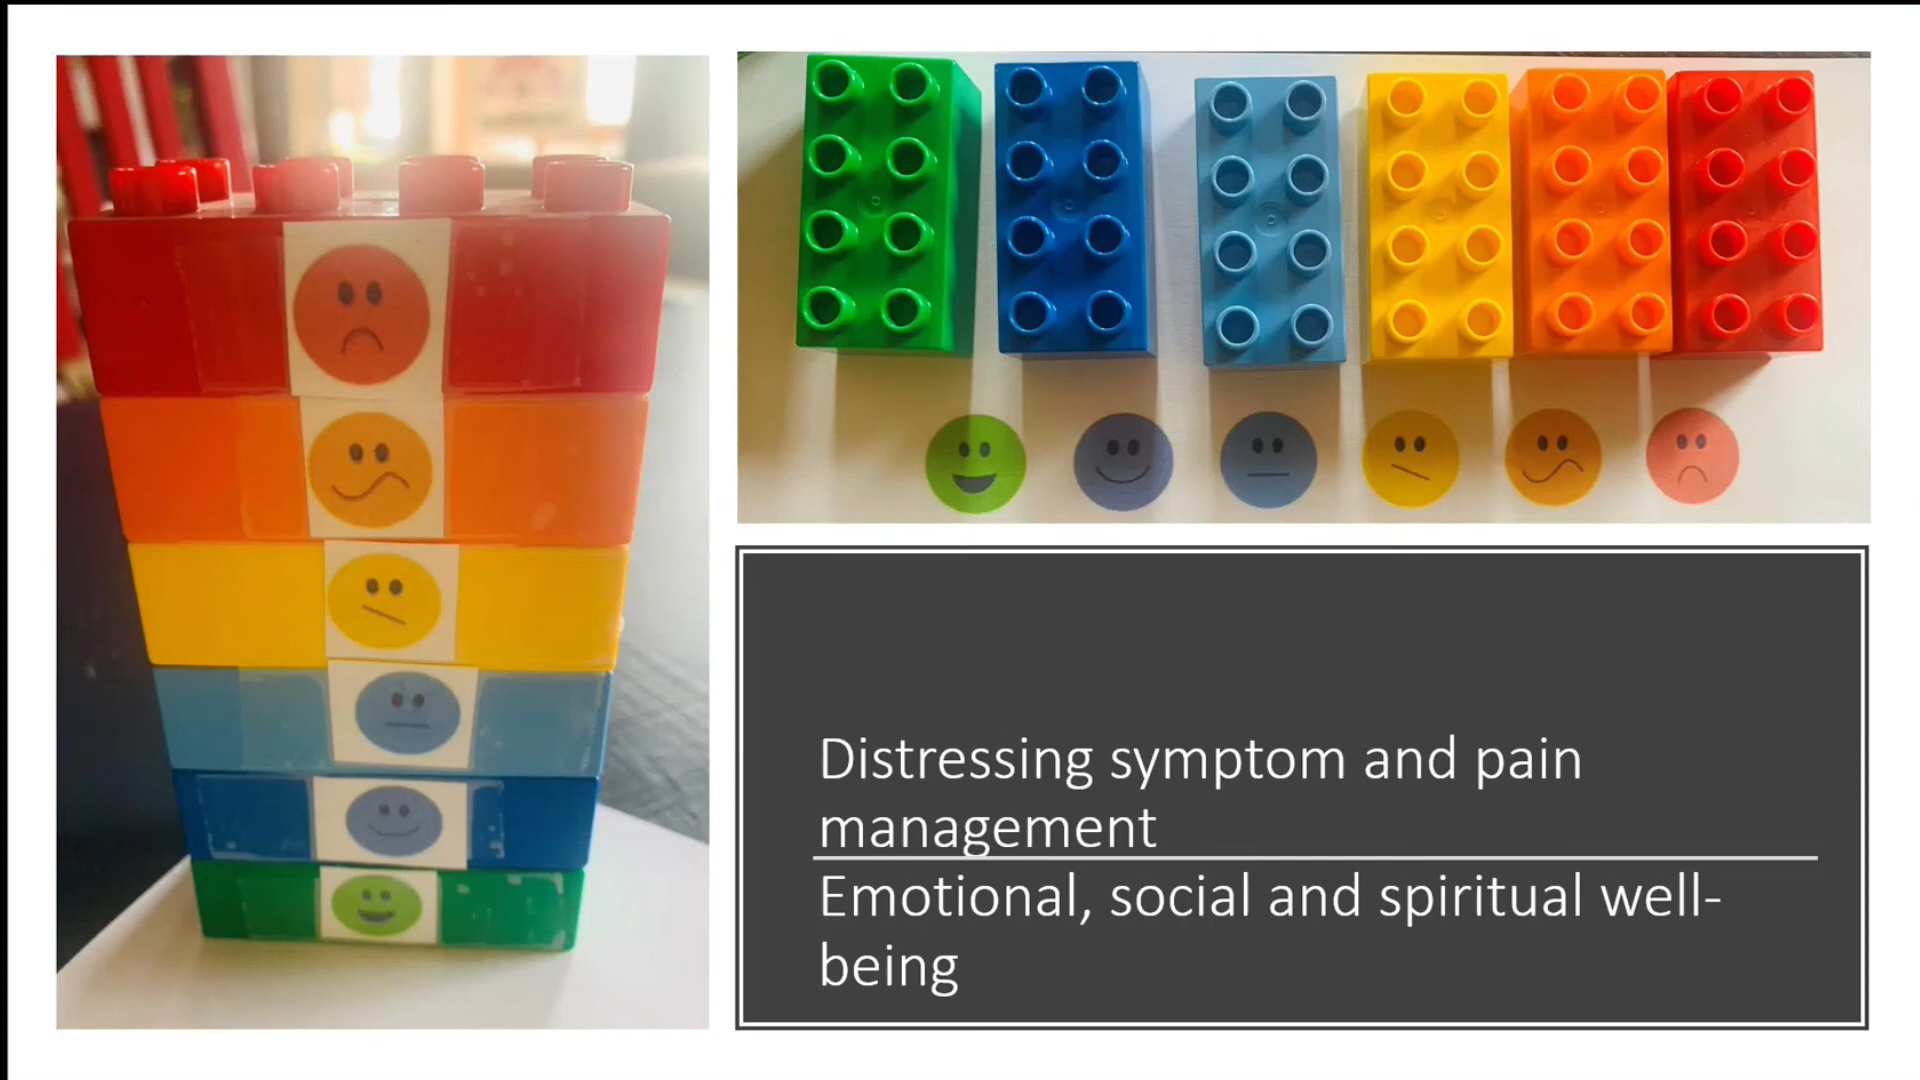 Distressing symptom and pain
management
Emotional, social and spiritual well-
being